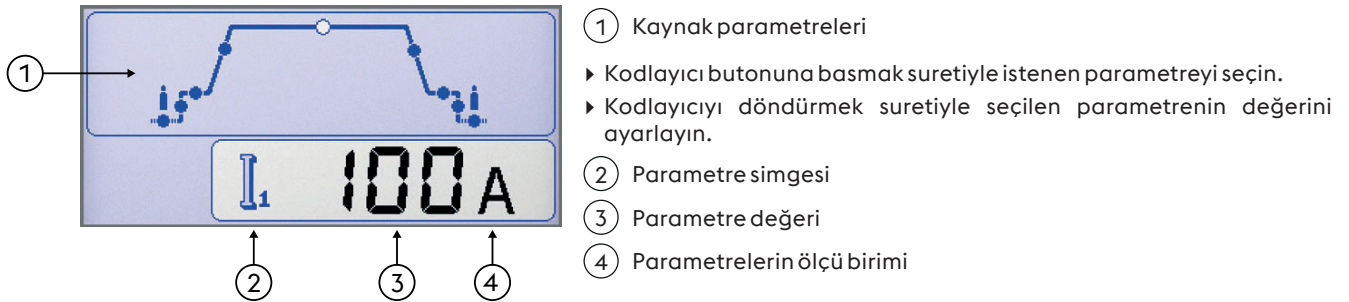 1
I1 100 A
2 3 4
1 Kaynak parametreleri
▸ Kodlayıcı butonuna basmak suretiyle istenen parametreyi seçin.
▸ Kodlayıcıyı döndürmek suretiyle seçilen parametrenin değerini
ayarlayın.
2 Parametre simgesi
3 Parametre değeri
4 Parametrelerin ölçü birimi